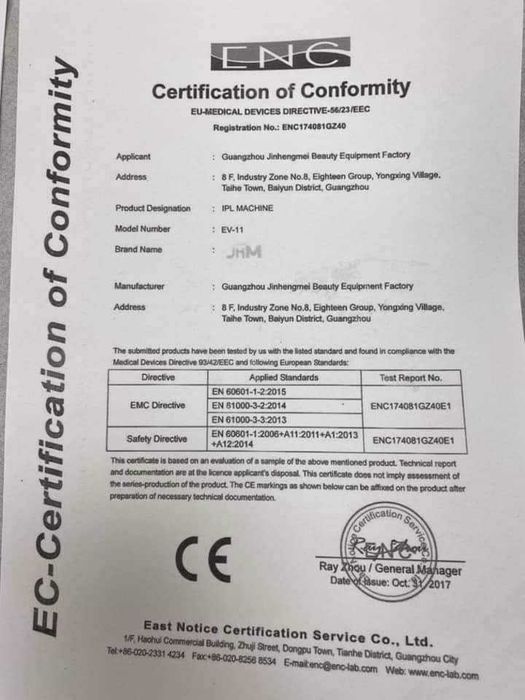 ENC
Certification of Conformity
EU-MEDICAL DEVICES DIRECTIVE-56/23/EEC
Registration No.: ENC174081GZ40
EC-Certification of Conformity
Applicant : Guangzhou Jinhengmei Beauty Equipment Factory
Address : 8 F, Industry Zone No.8, Eighteen Group, Yongxing Village,
Taihe Town, Baiyun District, Guangzhou
Product Designation : IPL MACHINE
Model Number : EV-11
Brand Name : JHM
Manufacturer : Guangzhou Jinhengmei Beauty Equipment Factory
Address : 8 F, Industry Zone No.8, Eighteen Group, Yongxing Village,
Taihe Town, Baiyun District, Guangzhou
The submitted products have been tested by us with the listed standard and found in compliance with the
Medical Devices Directive 93/42/EEC and following European Standards:
Directive Applied Standards Test Report No.
EMC Directive EN 60601-1-2:2015 ENC174081GZ40E1
EN 61000-3-2:2014
EN 61000-3-3:2013
Safety Directive EN 60601-1:2006+A11:2011+A1:2013 ENC174081GZ40E1
+A12:2014
This certificate is based on an evaluation of a sample of the above mentioned product. Technical report
and documentation are at the licence applicant's disposal. This certificate does not imply assessment of
the series-production of the product. The CE markings as shown below can be affixed on the product after
preparation of necessary technical documentation.
CE
Notice Certification Service Co.
ENC
Ray Zhou / General Manager
Date of Issue: Oct. 31, 2017
East Notice Certification Service Co., Ltd.
1/F, Haohui Commercial Building, Zhuji Street, Dongpu Town, Tianhe District, Guangzhou City
Tel:+86-020-2331 4234 Fax:+86-020-8256 8534 E-mail:enc@enc-lab.com Web: www.enc-lab.com